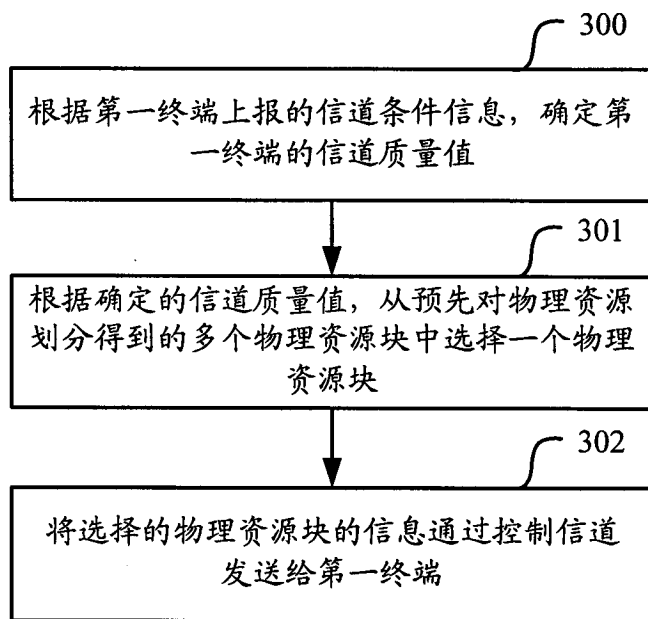 300
根据第一终端上报的信道条件信息，确定第
一终端的信道质量值
301
根据确定的信道质量值，从预先对物理资源
划分得到的多个物理资源块中选择一个物理
资源块
302
将选择的物理资源块的信息通过控制信道
发送给第一终端